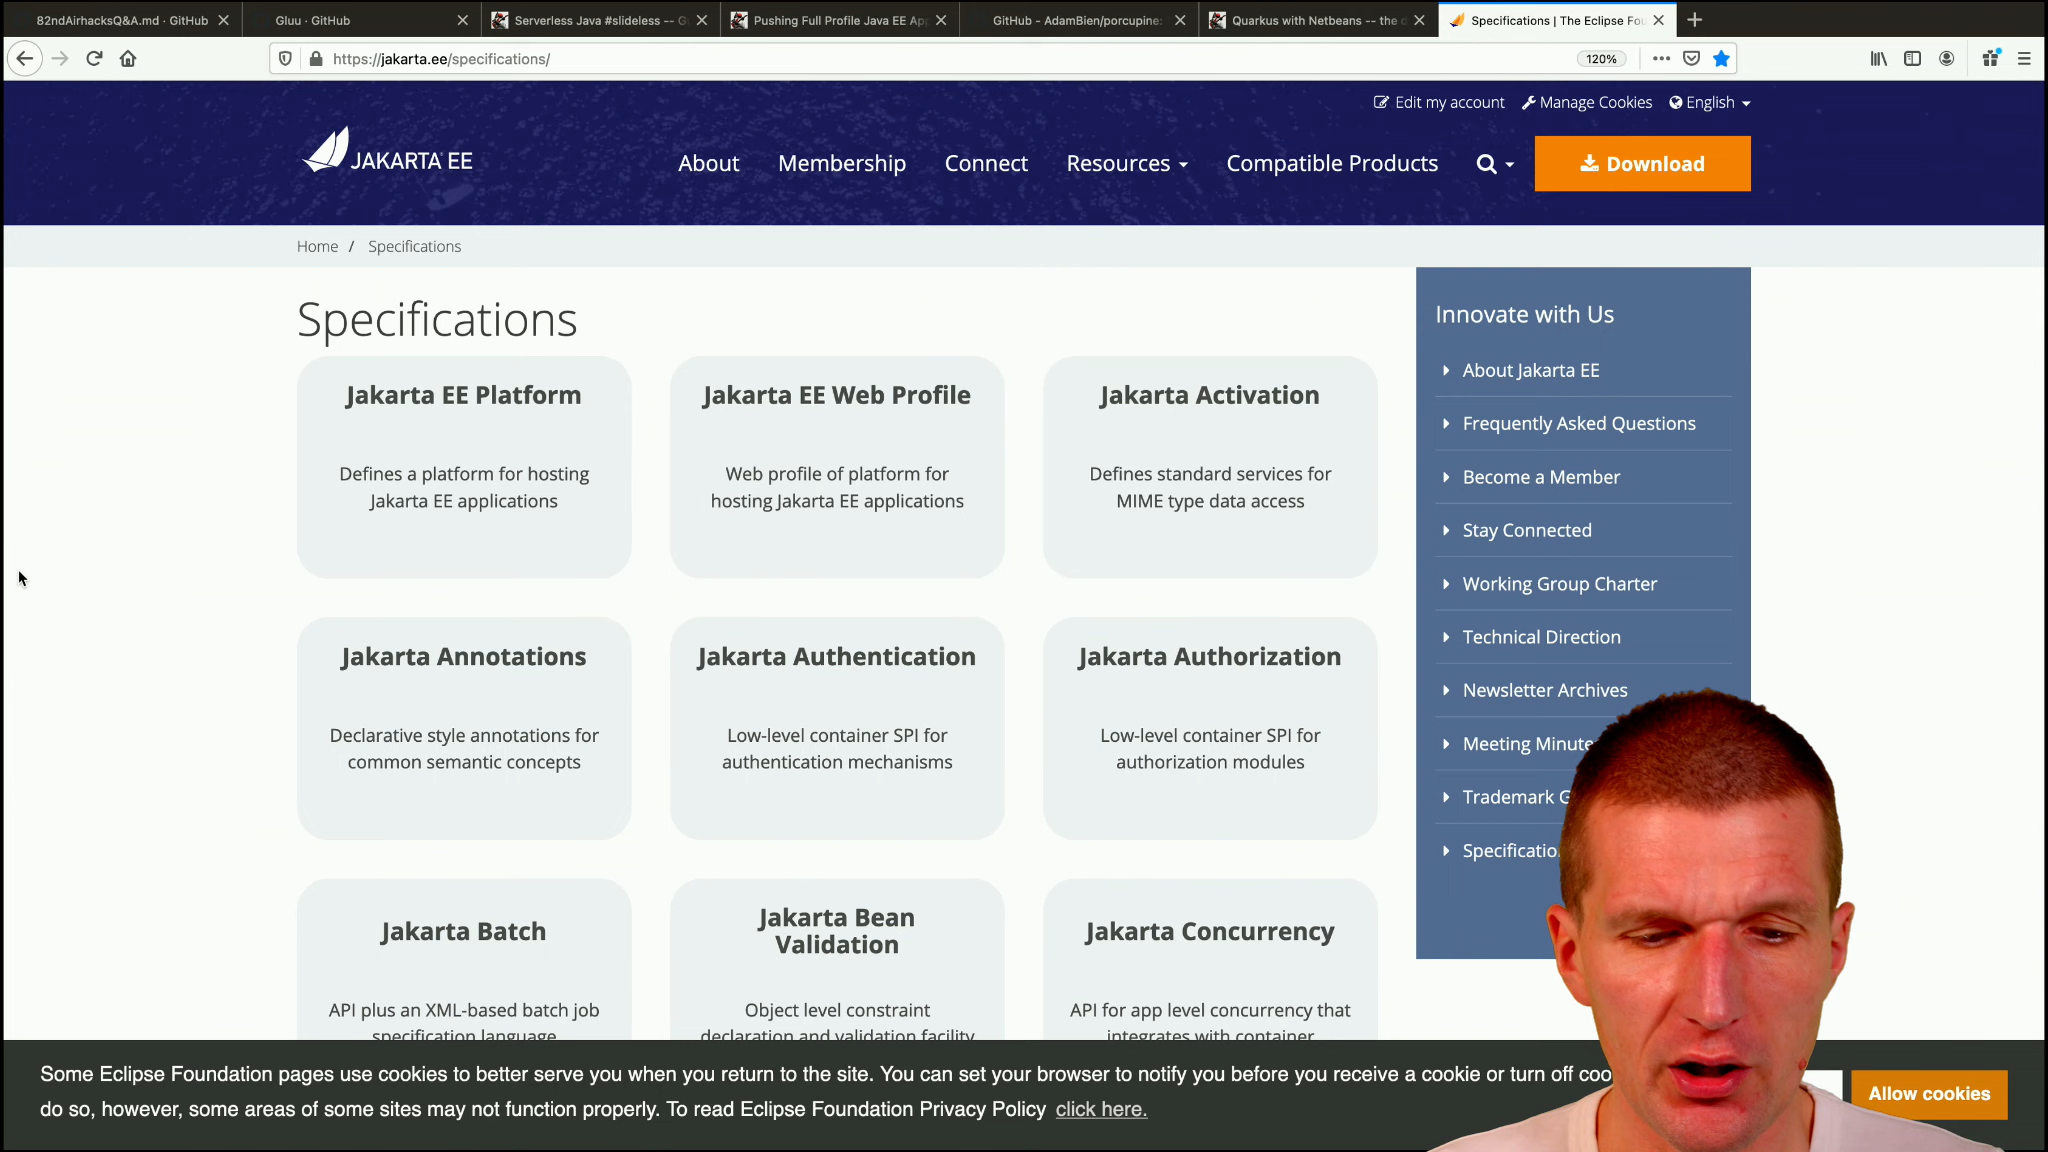 82ndAirhacksQ&A.md · GitHub
Gluu · GitHub
Serverless Java #slideless -- G
Pushing Full Profile Java EE Ap
GitHub - AdamBien/porcupine:
Quarkus with Netbeans -- the d
Specifications | The Eclipse Fou
https://jakarta.ee/specifications/
120%
Edit my account
Manage Cookies
English
JAKARTA EE
About
Membership
Connect
Resources
Compatible Products
Download
Home / Specifications
Specifications
Jakarta EE Platform
Defines a platform for hosting
Jakarta EE applications
Jakarta EE Web Profile
Web profile of platform for
hosting Jakarta EE applications
Jakarta Activation
Defines standard services for
MIME type data access
Jakarta Annotations
Declarative style annotations for
common semantic concepts
Jakarta Authentication
Low-level container SPI for
authentication mechanisms
Jakarta Authorization
Low-level container SPI for
authorization modules
Jakarta Batch
API plus an XML-based batch job
specification language
Jakarta Bean
Validation
Object level constraint
declaration and validation facility
Jakarta Concurrency
API for app level concurrency that
integrates with container
Innovate with Us
About Jakarta EE
Frequently Asked Questions
Become a Member
Stay Connected
Working Group Charter
Technical Direction
Newsletter Archives
Meeting Minute
Trademark G
Specificatio
Some Eclipse Foundation pages use cookies to better serve you when you return to the site. You can set your browser to notify you before you receive a cookie or turn off coo
do so, however, some areas of some sites may not function properly. To read Eclipse Foundation Privacy Policy click here.
Allow cookies